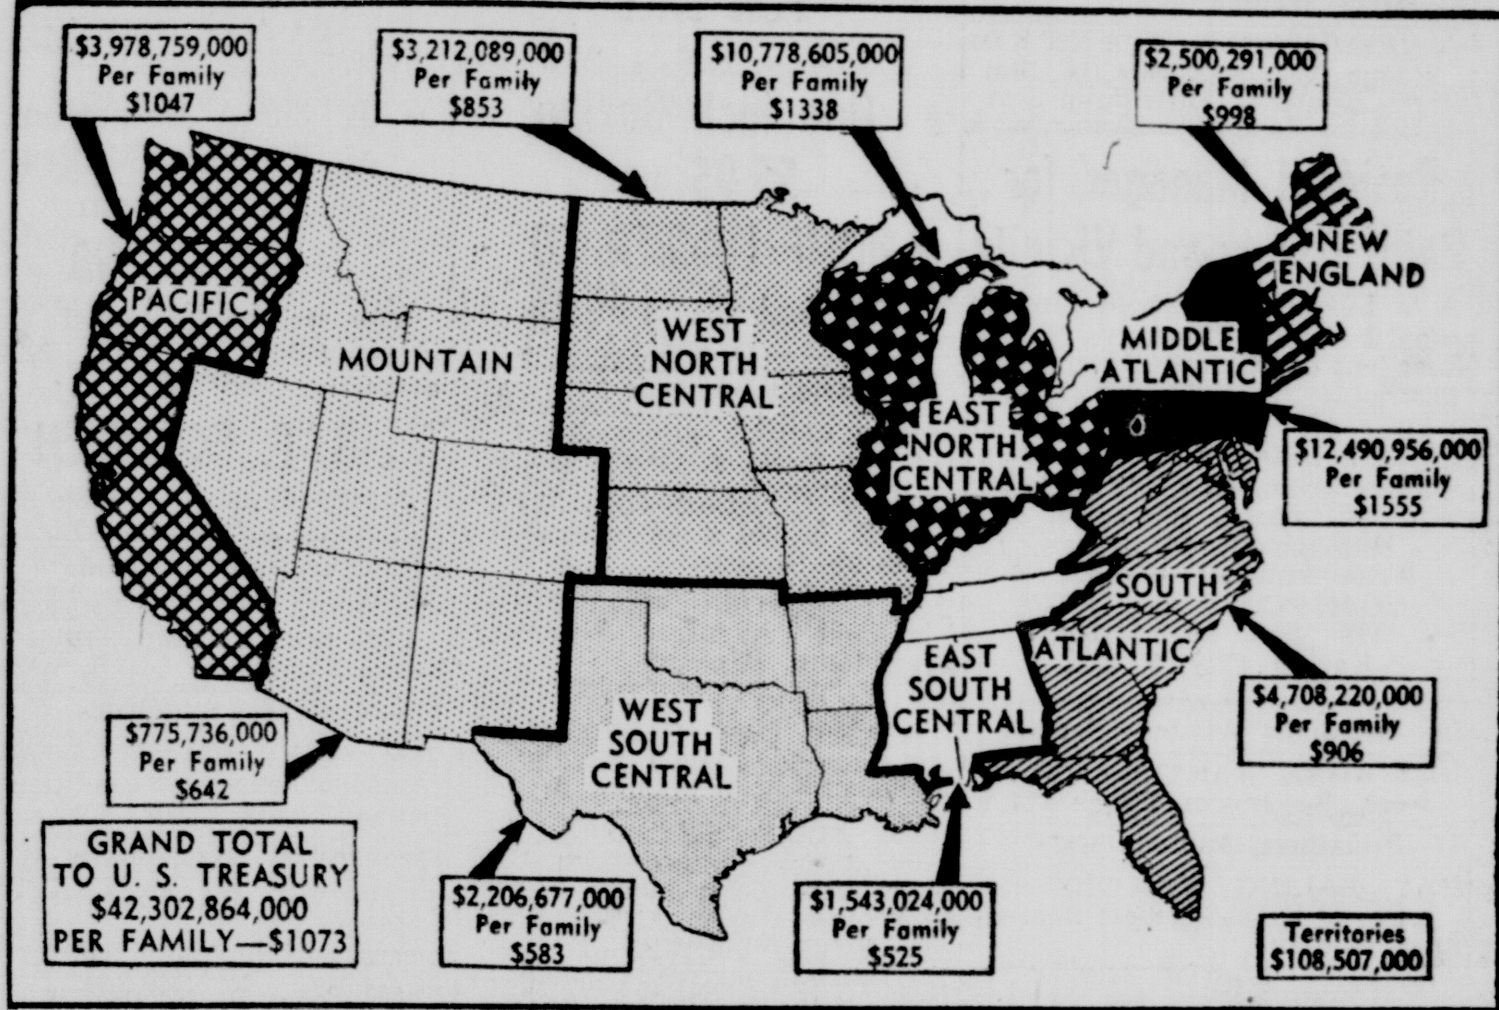 $3,978,759,000
Per Family
$1047
$3,212,089,000
Per Family
$853
$10,778,605,000
Per Family
$1338
$2,500,291,000
Per Family
$998
NEW
ENGLAND
PACIFIC
MOUNTAIN
WEST
NORTH
CENTRAL
MIDDLE
ATLANTIC
EAST
NORTH
CENTRAL
$12,490,956,000
Per Family
$1555
SOUTH
ATLANTIC
EAST
SOUTH
CENTRAL
WEST
SOUTH
CENTRAL
$4,708,220,000
Per Family
$906
$775,736,000
Per Family
$642
GRAND TOTAL
TO U. S. TREASURY
$42,302,864,000
PER FAMILY—$1073
$2,206,677,000
Per Family
$583
$1,543,024,000
Per Family
$525
Territories
$108,507,000